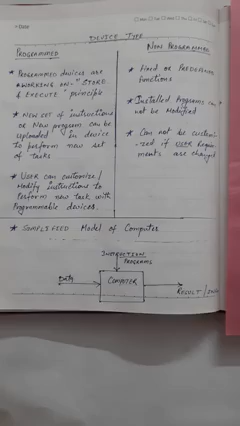 DEVICE TYPE
PROGRAMMED
* PROGRAMMED DEVICES ARE
WORKING ON "STORE
& EXECUTE" principle
* NEW SET of instructions
OR New program can be
uploaded in device
to perform new set
of tasks
* USER can customize/
Modify instructions to
Perform new task with
Programmable devices.
NON PROGRAMMED
* Hard or PREDEFINED
functions
* Installed Programs can
not be Modified
* Can not be customi-
-zed if USER Require-
ments are changed
* SIMPLIFIED Model of Computer
INSTRUCTION
PROGRAMS
Data
COMPUTER
RESULT/